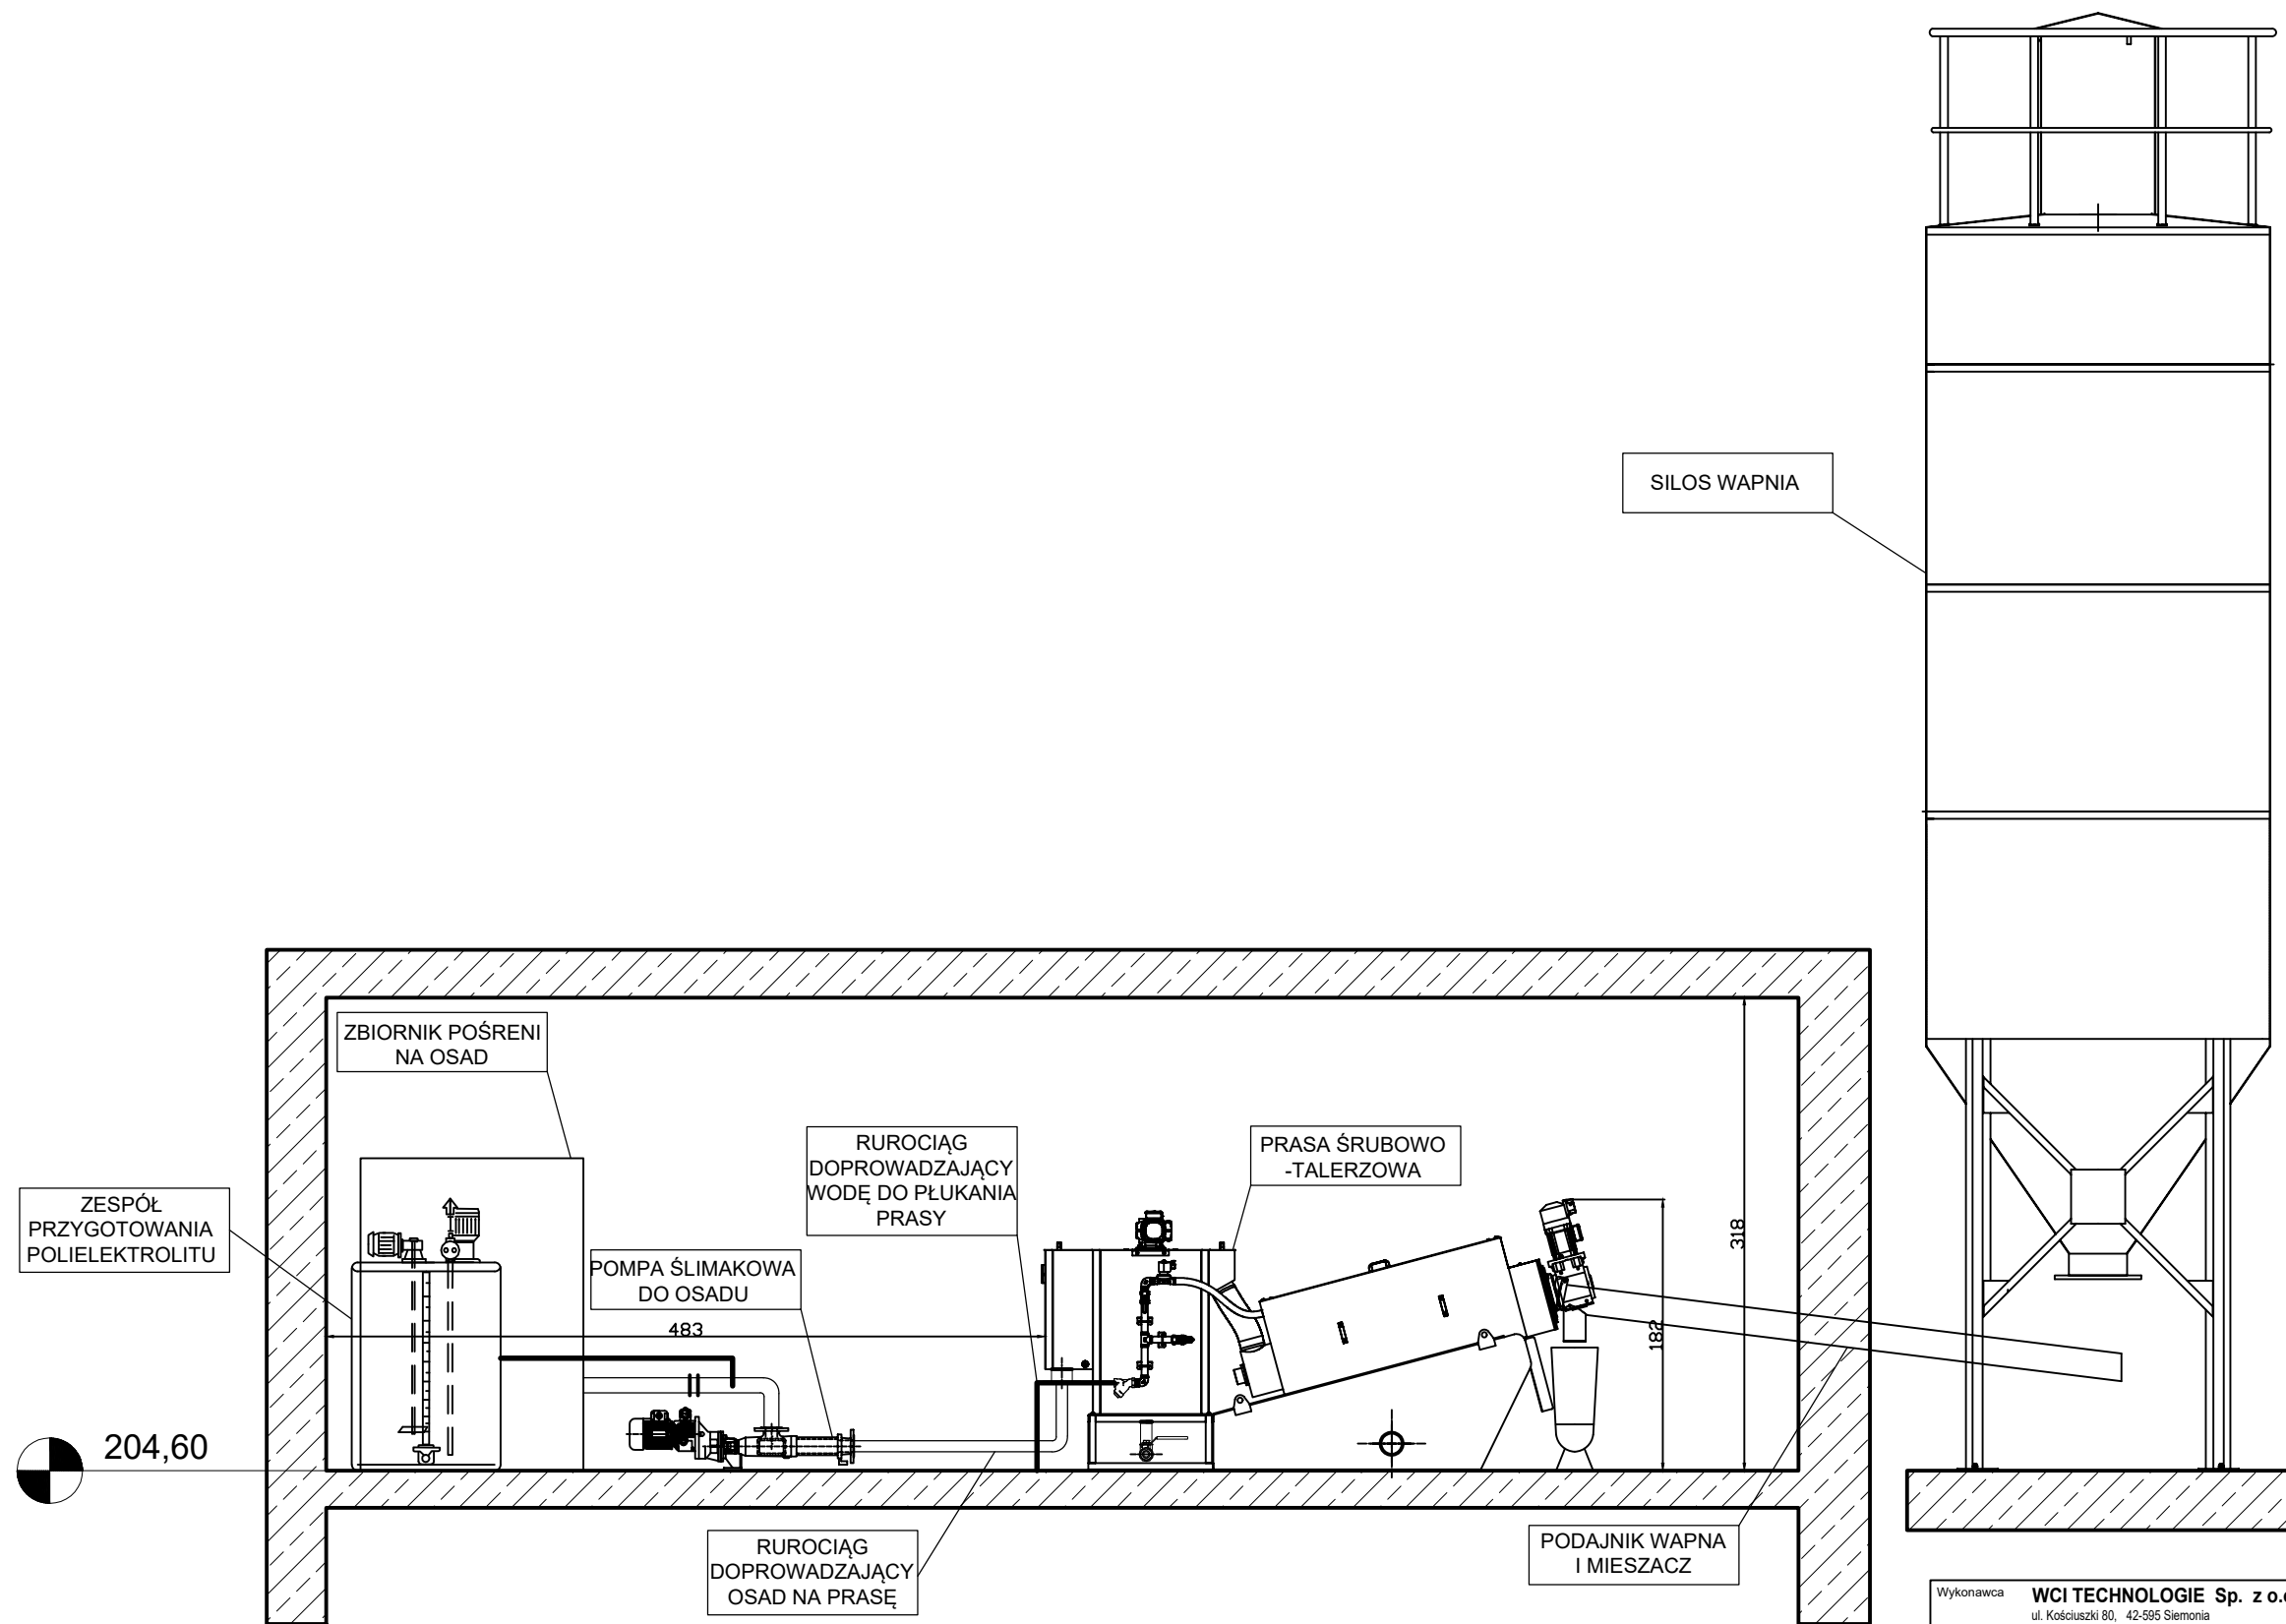 SILOS WAPNIA
ZBIORNIK POŚRENI
NA OSAD
ZESPÓŁ
PRZYGOTOWANIA
POLIELEKTROLITU
POMPA ŚLIMAKOWA
DO OSADU
RUROCIĄG
DOPROWADZAJĄCY
WODĘ DO PŁUKANIA
PRASY
PRASA ŚRUBOWO
-TALERZOWA
483
182
318
204,60
RUROCIĄG
DOPROWADZAJĄCY
OSAD NA PRASĘ
PODAJNIK WAPNA
I MIESZACZ
Wykonawca WCI TECHNOLOGIE Sp. z o.o
ul. Kościuszki 80, 42-595 Siemonia